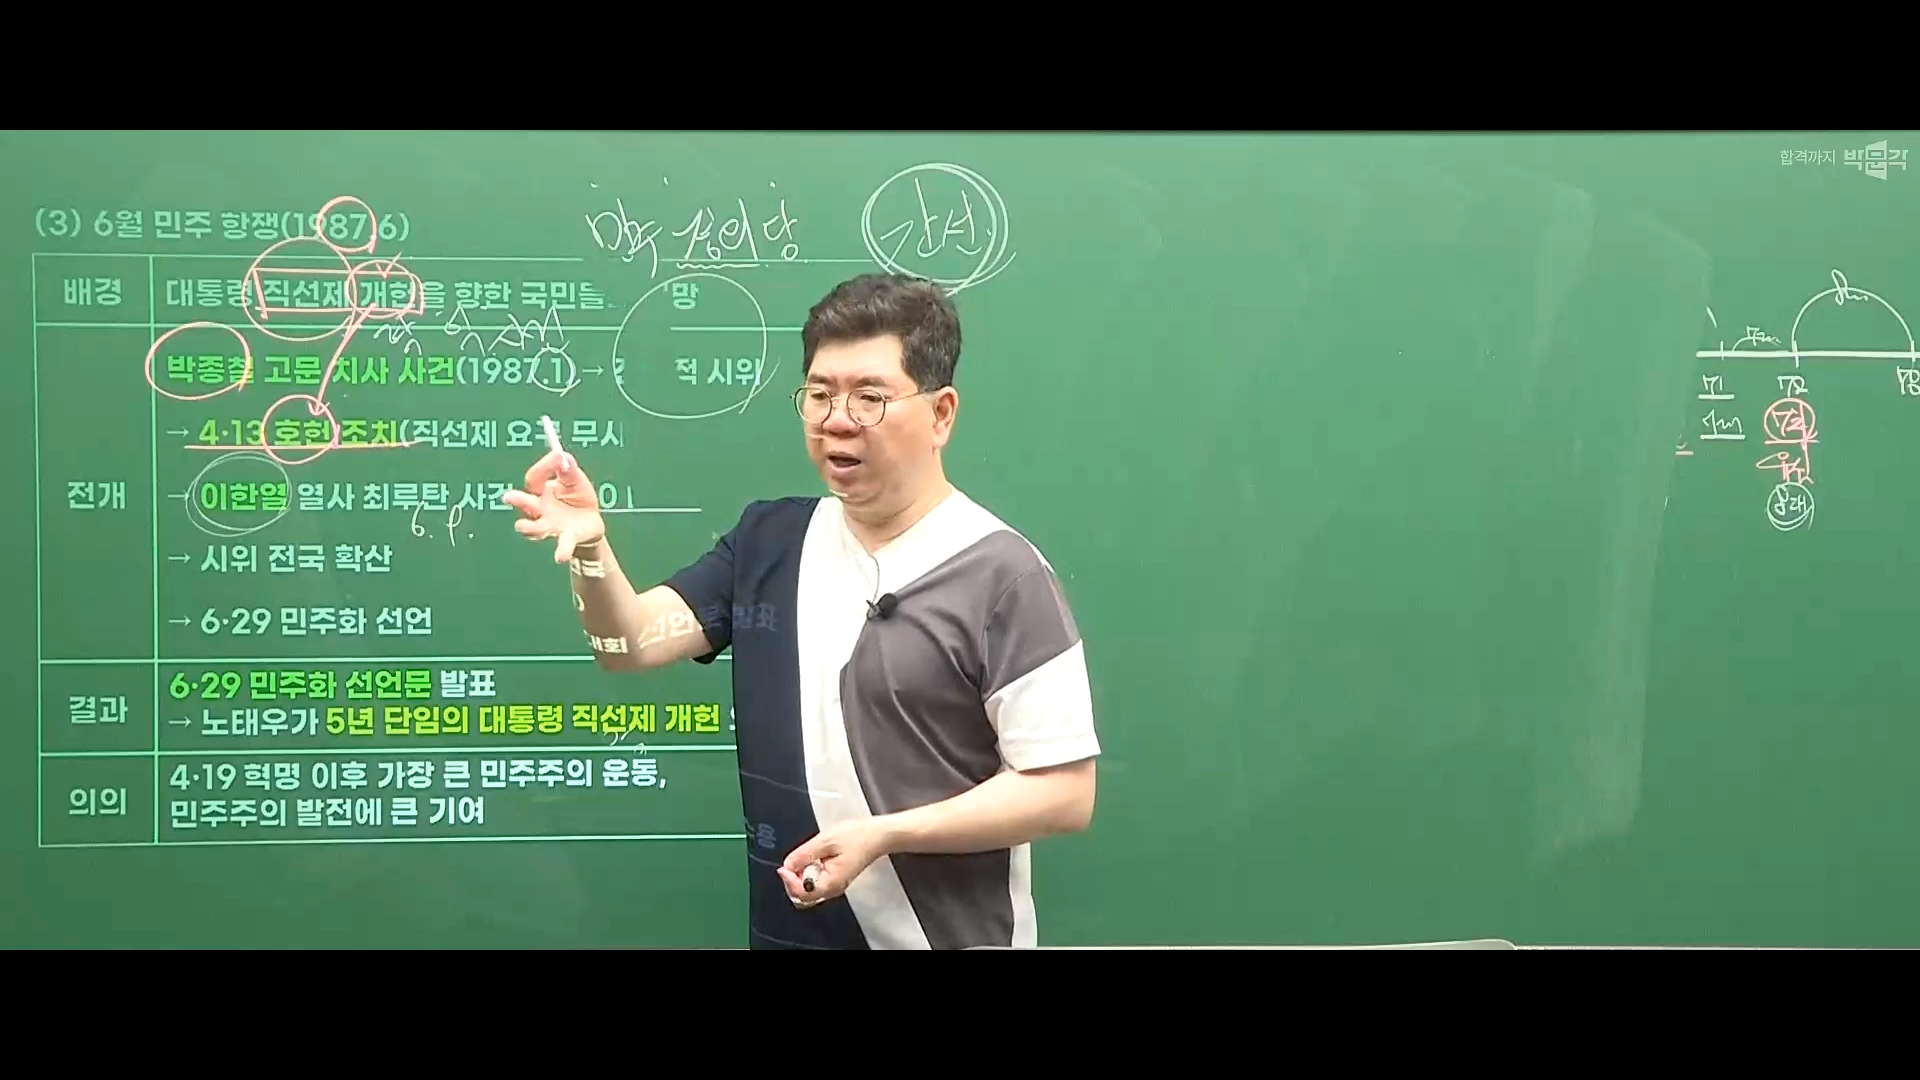 합격까지 박문각
(3) 6월 민주 항쟁(1987.6)
간선
배경 대통령 직선제 개헌을 향한 국민들 망
박종철 고문 치사 사건(1987.1) → 적 시위
→ 4·13 호헌 조치(직선제 요구 무시
전개 → 이한열 열사 최루탄 사건
6. 9.
→ 시위 전국 확산
→ 6·29 민주화 선언
결과 6·29 민주화 선언문 발표
→ 노태우가 5년 단임의 대통령 직선제 개헌
의의 4·19 혁명 이후 가장 큰 민주주의 운동,
민주주의 발전에 큰 기여
71 72